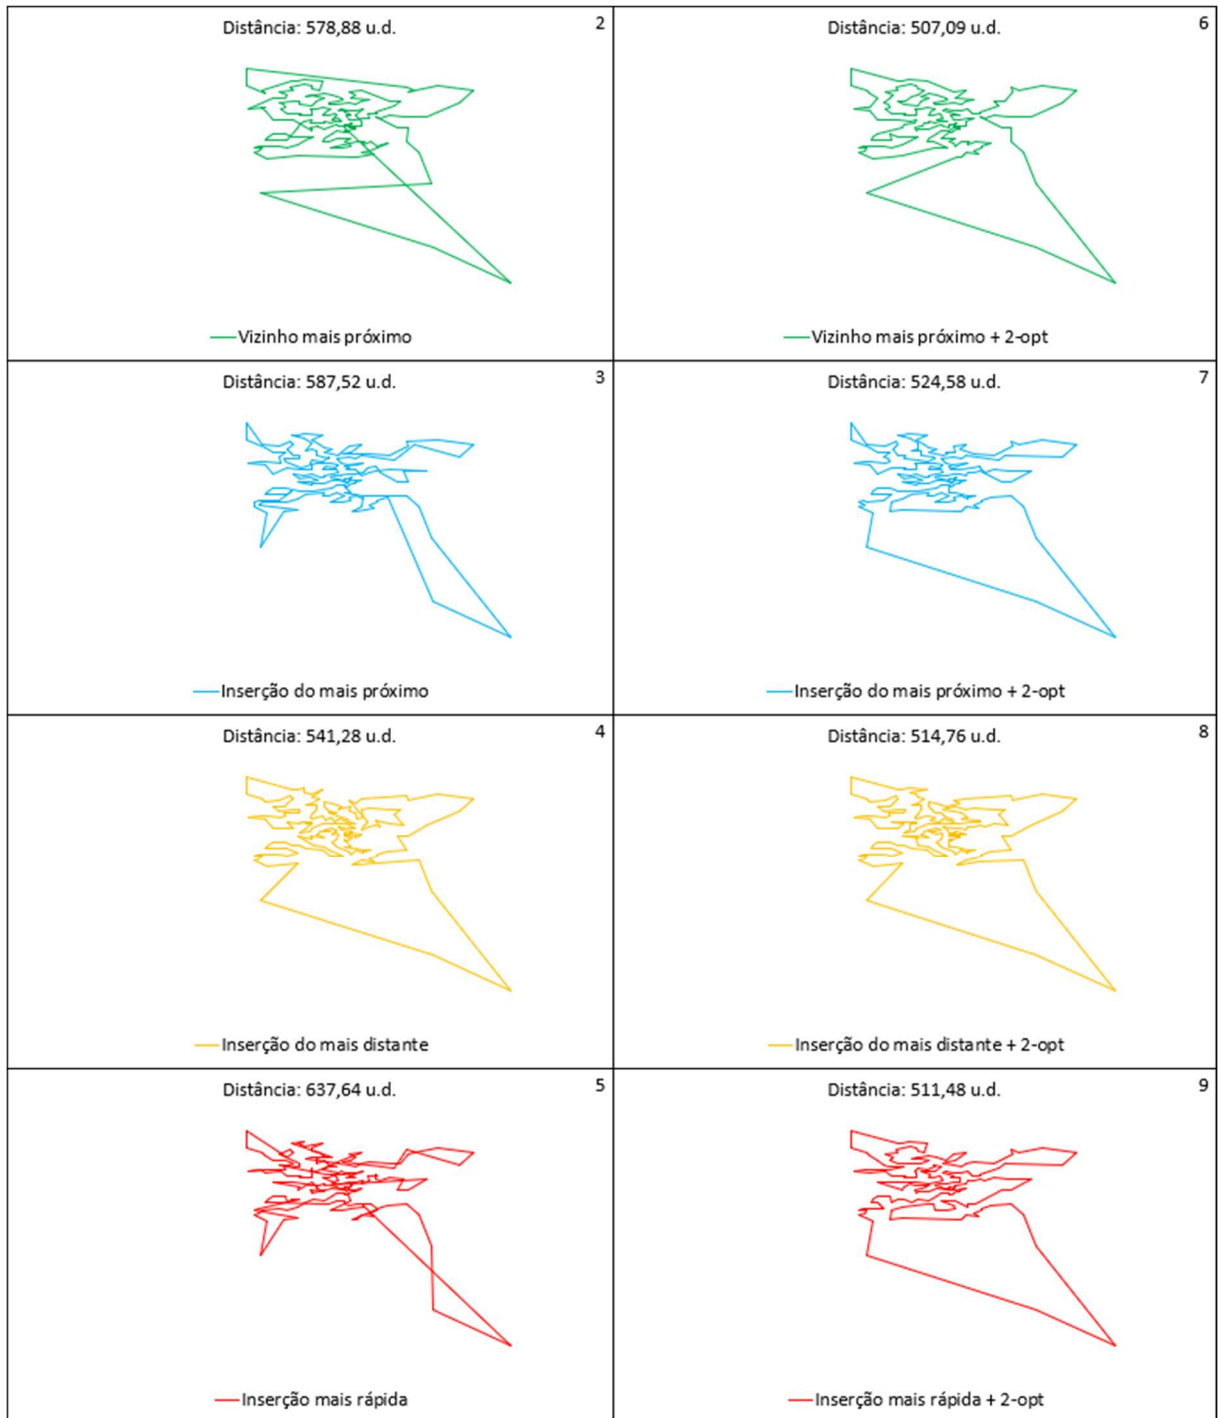 Distância: 578,88 u.d.
2
Vizinho mais próximo
Distância: 507,09 u.d.
6
Vizinho mais próximo + 2-opt
Distância: 587,52 u.d.
3
Inserção do mais próximo
Distância: 524,58 u.d.
7
Inserção do mais próximo + 2-opt
Distância: 541,28 u.d.
4
Inserção do mais distante
Distância: 514,76 u.d.
8
Inserção do mais distante + 2-opt
Distância: 637,64 u.d.
5
Inserção mais rápida
Distância: 511,48 u.d.
9
Inserção mais rápida + 2-opt